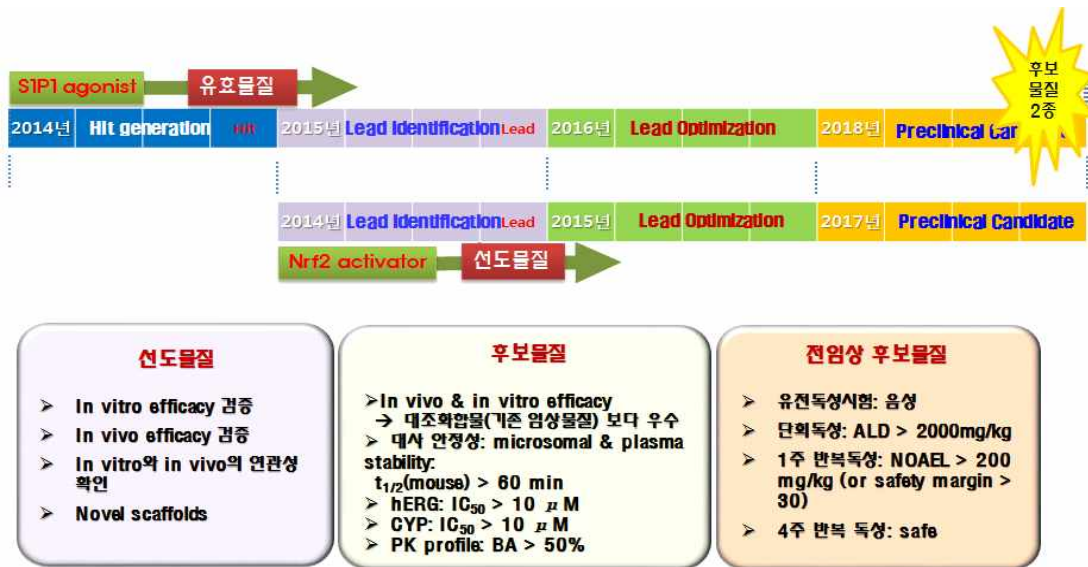 후보
물질
2종
S1P1 agonist
유효물질
2014년 Hit generation Hit 2015년 Lead Identification Lead 2016년 Lead Optimization 2018년 Preclinical Candidate
2014년 Lead Identification Lead 2015년 Lead Optimization 2017년 Preclinical Candidate
Nrf2 activator
선도물질
선도물질
➢ In vitro efficacy 검증
➢ In vivo efficacy 검증
➢ In vitro와 in vivo의 연관성
확인
➢ Novel scaffolds
후보물질
➢In vivo & in vitro efficacy
→ 대조화합물(기존 임상물질) 보다 우수
➢ 대사 안정성: microsomal & plasma
stability:
t1/2(mouse) > 60 min
➢ hERG: IC50 > 10 μM
➢ CYP: IC50 > 10 μM
➢ PK profile: BA > 50%
전임상 후보물질
➢ 유전독성시험: 음성
➢ 단회독성: ALD > 2000mg/kg
➢ 1주 반복독성: NOAEL > 200
mg/kg (or safety margin >
30)
➢ 4주 반복 독성: safe